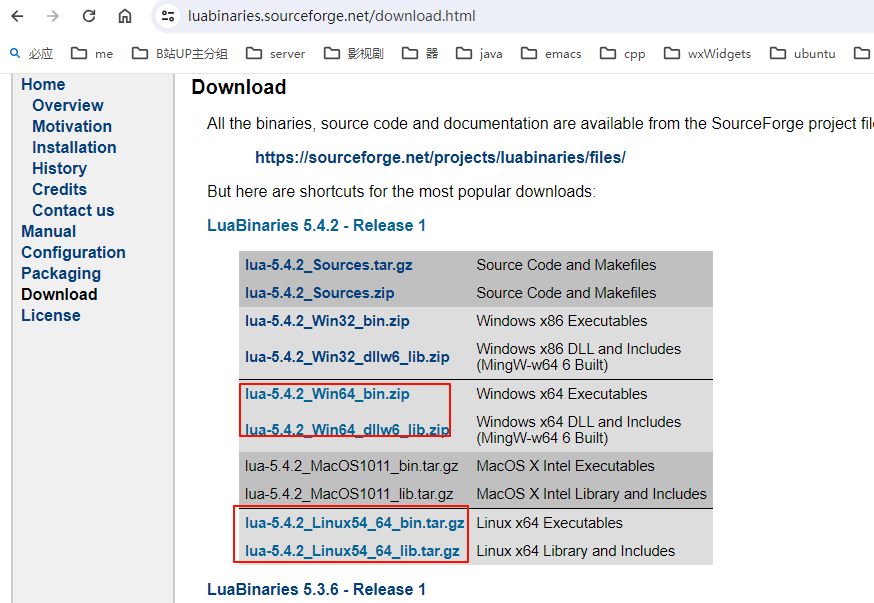 luabinaries.sourceforge.net/download.html
必应 me B站UP主分组 server 影视剧 器 java emacs cpp wxWidgets ubuntu
Home
Overview
Motivation
Installation
History
Credits
Contact us
Manual
Configuration
Packaging
Download
License
Download
All the binaries, source code and documentation are available from the SourceForge project
https://sourceforge.net/projects/luabinaries/files/
But here are shortcuts for the most popular downloads:
LuaBinaries 5.4.2 - Release 1
lua-5.4.2_Sources.tar.gz Source Code and Makefiles
lua-5.4.2_Sources.zip Source Code and Makefiles
lua-5.4.2_Win32_bin.zip Windows x86 Executables
lua-5.4.2_Win32_dllw6_lib.zip Windows x86 DLL and Includes
(MingW-w64 6 Built)
lua-5.4.2_Win64_bin.zip Windows x64 Executables
lua-5.4.2_Win64_dllw6_lib.zip Windows x64 DLL and Includes
(MingW-w64 6 Built)
lua-5.4.2_MacOS1011_bin.tar.gz MacOS X Intel Executables
lua-5.4.2_MacOS1011_lib.tar.gz MacOS X Intel Library and Includes
lua-5.4.2_Linux54_64_bin.tar.gz Linux x64 Executables
lua-5.4.2_Linux54_64_lib.tar.gz Linux x64 Library and Includes
LuaBinaries 5.3.6 - Release 1